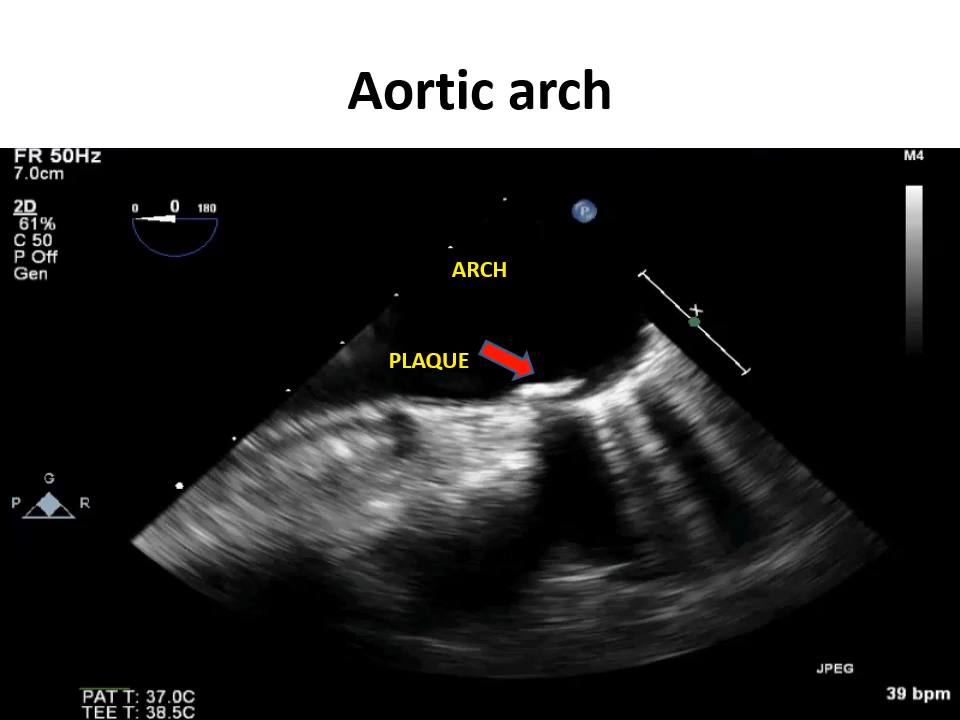 Aortic arch
FR 50Hz
7.0cm
M4
2D
61%
C 50
P Off
Gen
0 0 180
P
ARCH
PLAQUE
G
P R
JPEG
39 bpm
PAT T: 37.0C
TEE T: 38.5C